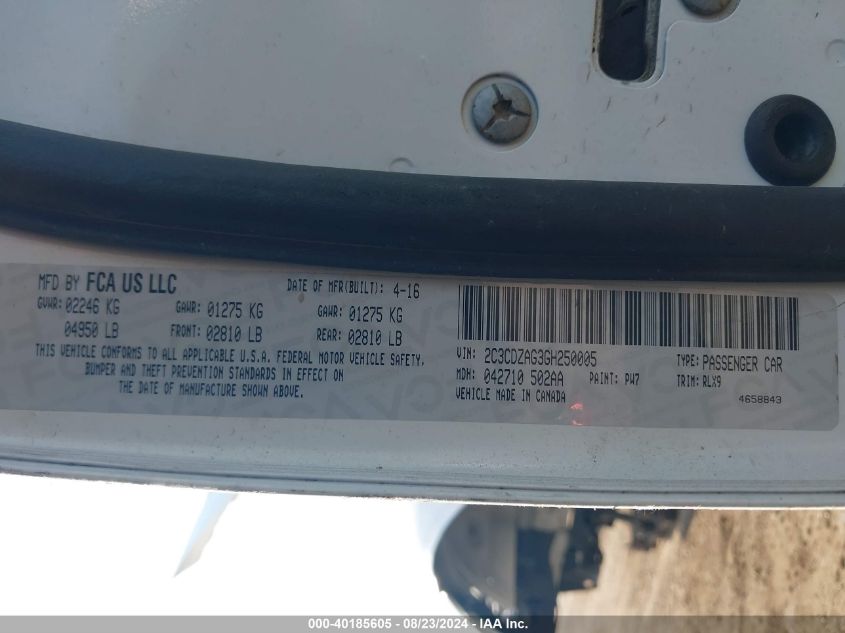 MFD BY FCA US LLC
DATE OF MFR(BUILT): 4-16
GVWR: 02246 KG
GAWR: 01275 KG
GAWR: 01275 KG
04950 LB
FRONT: 02810 LB
REAR: 02810 LB
THIS VEHICLE CONFORMS TO ALL APPLICABLE U.S.A. FEDERAL MOTOR VEHICLE SAFETY,
BUMPER AND THEFT PREVENTION STANDARDS IN EFFECT ON
THE DATE OF MANUFACTURE SHOWN ABOVE.
VIN: 2C3CDZAG3GH250005
TYPE: PASSENGER CAR
MDH: 042710 502AA
PAINT: PW7
TRIM: RLX9
VEHICLE MADE IN CANADA
4658843
000-40185605 - 08/23/2024 - IAA Inc.